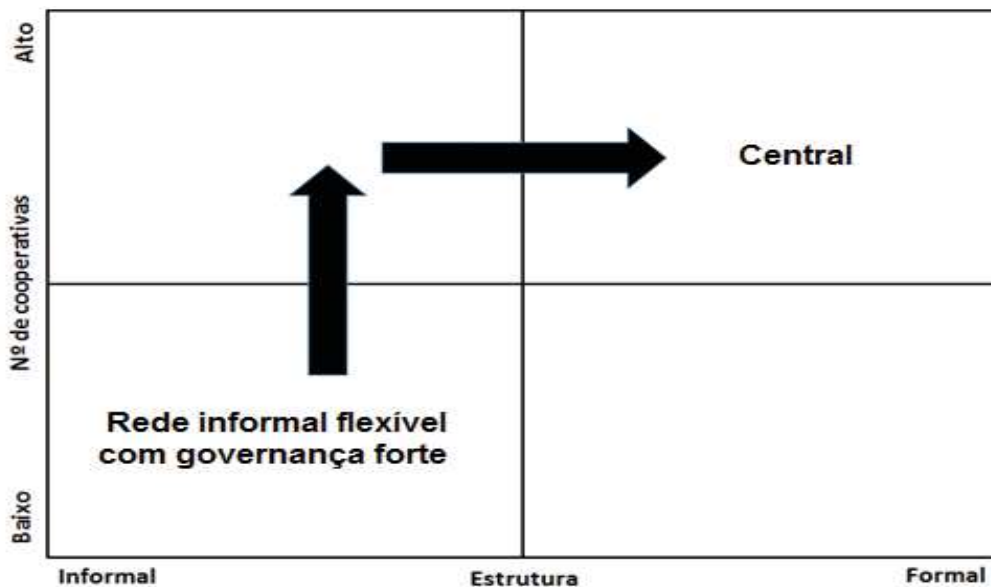 Alto
Central
Nº de cooperativas
Rede informal flexível
com governança forte
Baixo
Informal
Estrutura
Formal